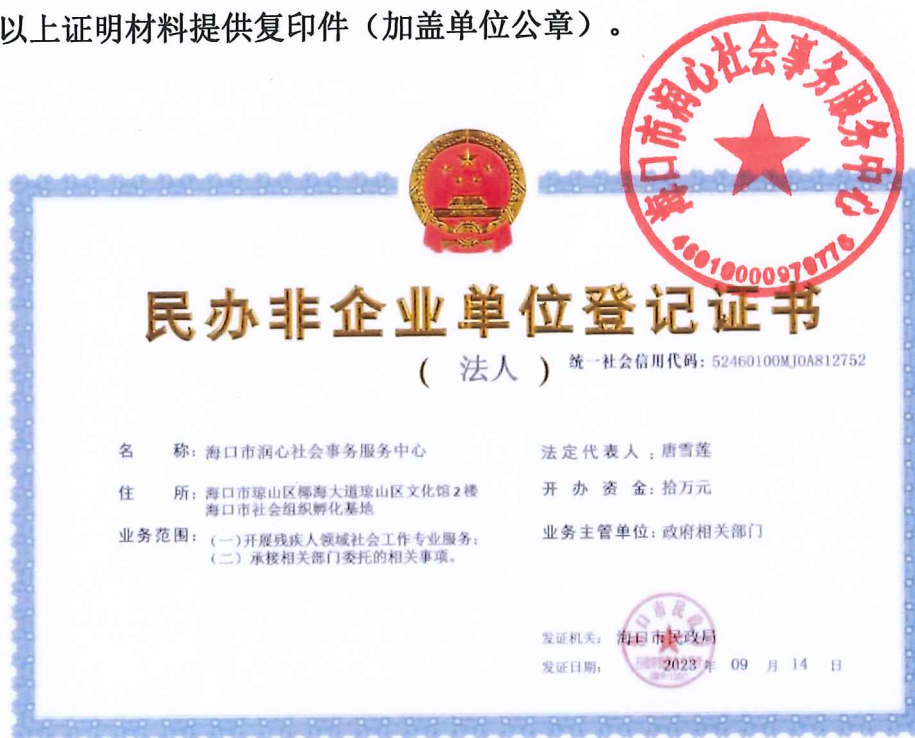 以上证明材料提供复印件（加盖单位公章）。
海口市润心社会事务服务中心
46010000979776
民办非企业单位登记证书
（ 法人 ）
统一社会信用代码：52460100MJ0A812752
名 称：海口市润心社会事务服务中心
住 所：海口市琼山区椰海大道琼山区文化馆2楼
海口市社会组织孵化基地
业务范围：（一）开展残疾人领域社会工作专业服务；
（二）承接相关部门委托的相关事项。
法定代表人：唐雪莲
开办资金：拾万元
业务主管单位：政府相关部门
海口市民政
发证机关：海口市民政局
发证日期：2023 年 09 月 14 日